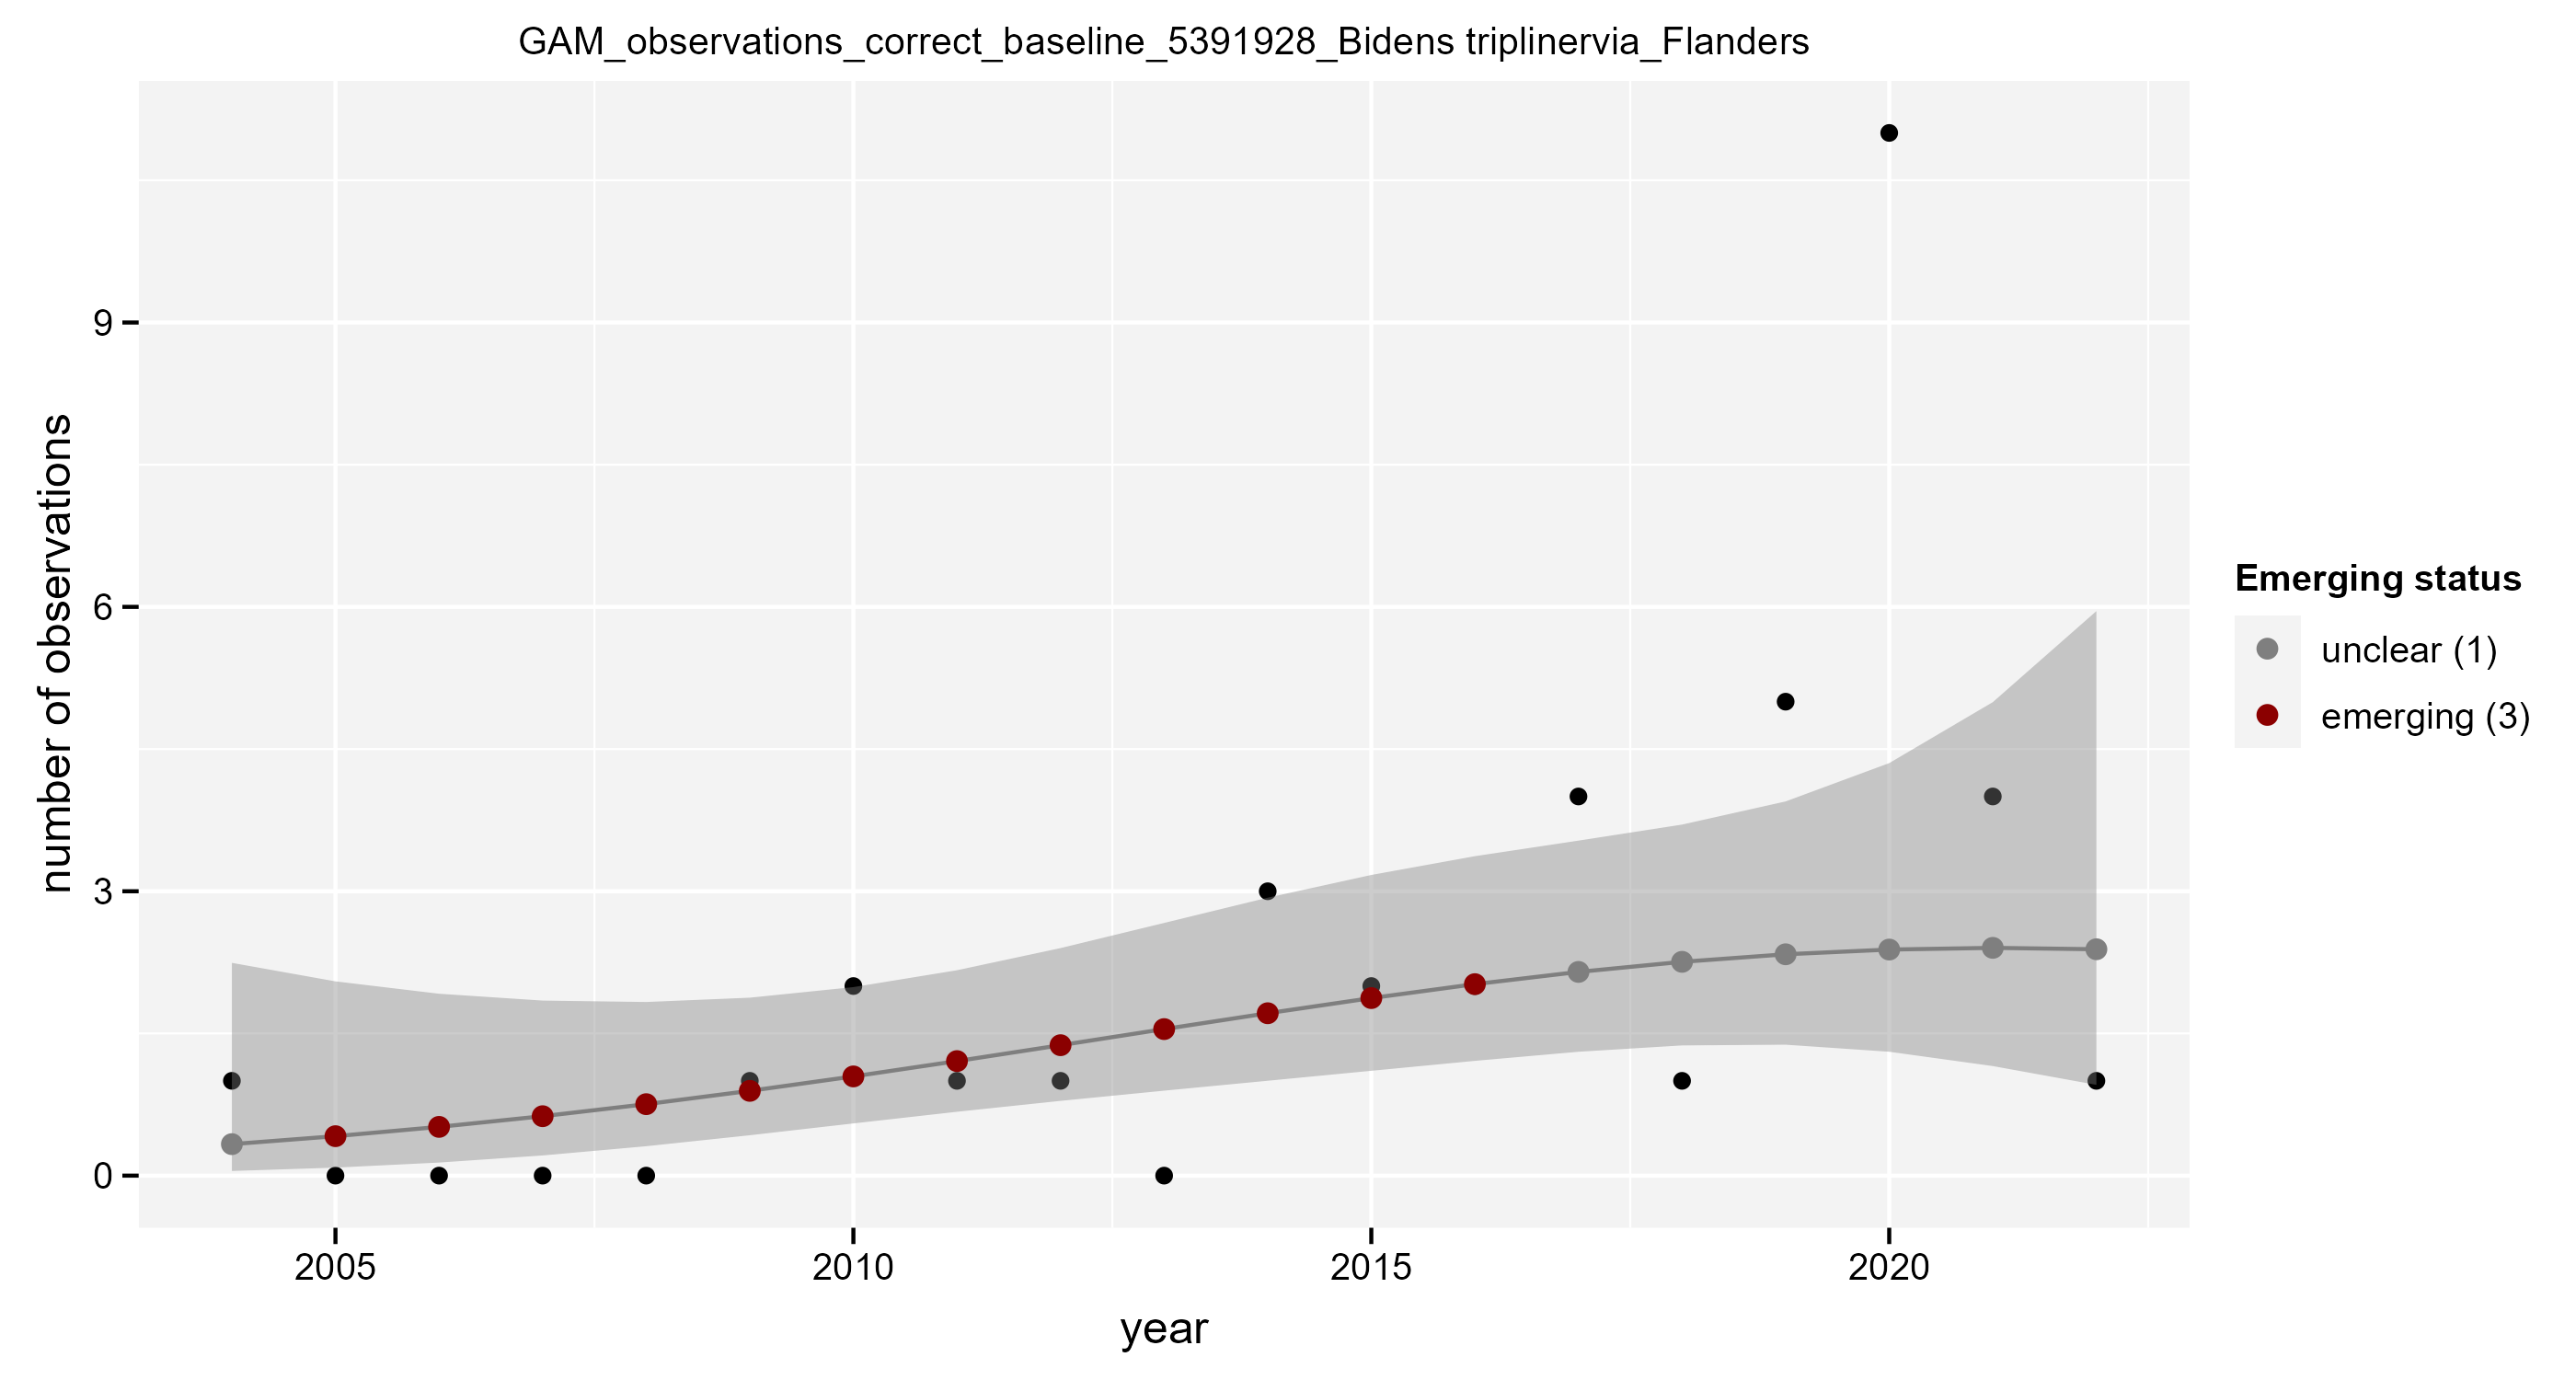 GAM_observations_correct_baseline_5391928_Bidens triplinervia_Flanders
number of observations
9
6
3
0
2005
2010
2015
2020
year
Emerging status
unclear (1)
emerging (3)